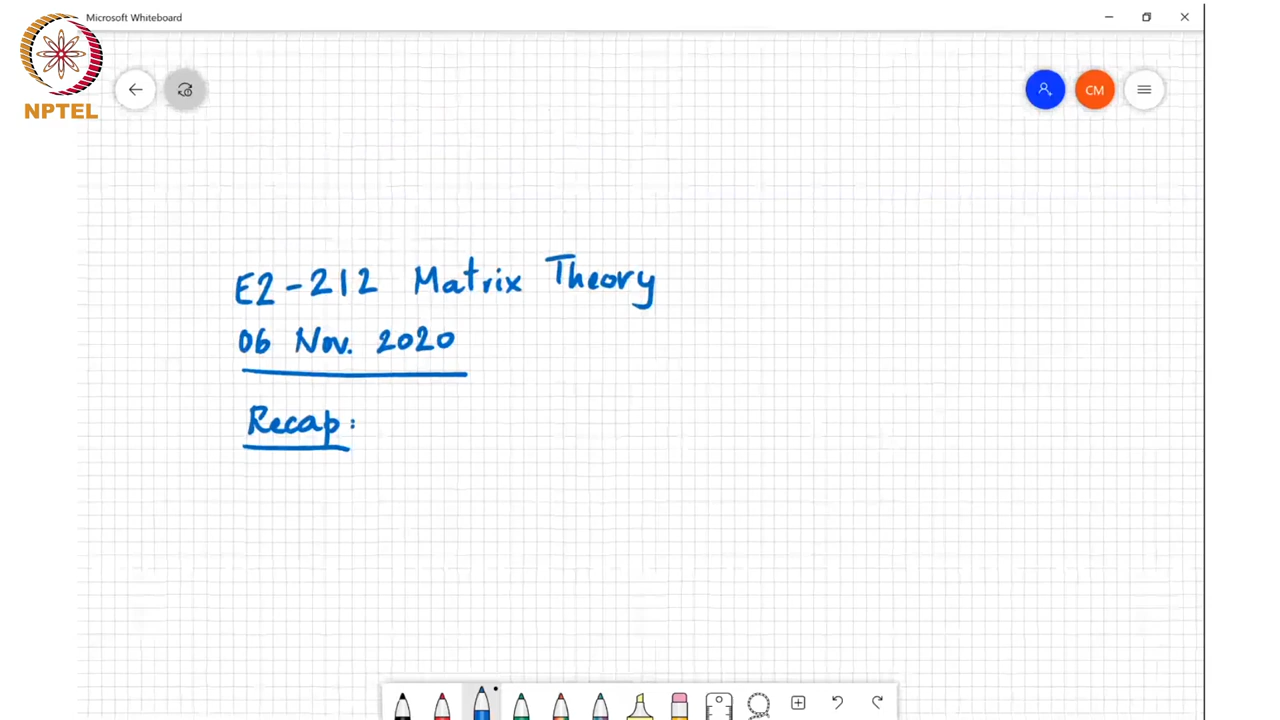 Microsoft Whiteboard
NPTEL
CM
E2-212 Matrix Theory
06 Nov. 2020
Recap: